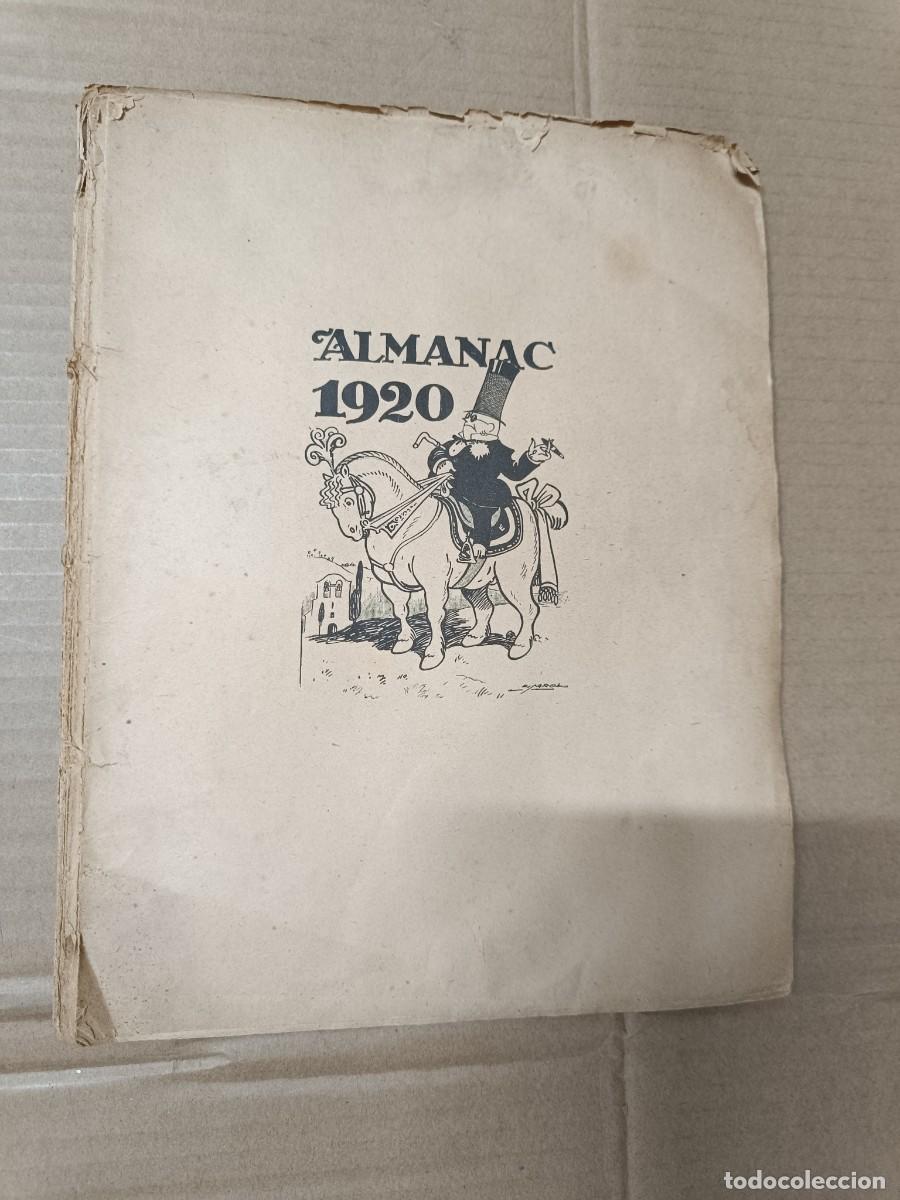 ALMANAC
1920
E
todocoleccion